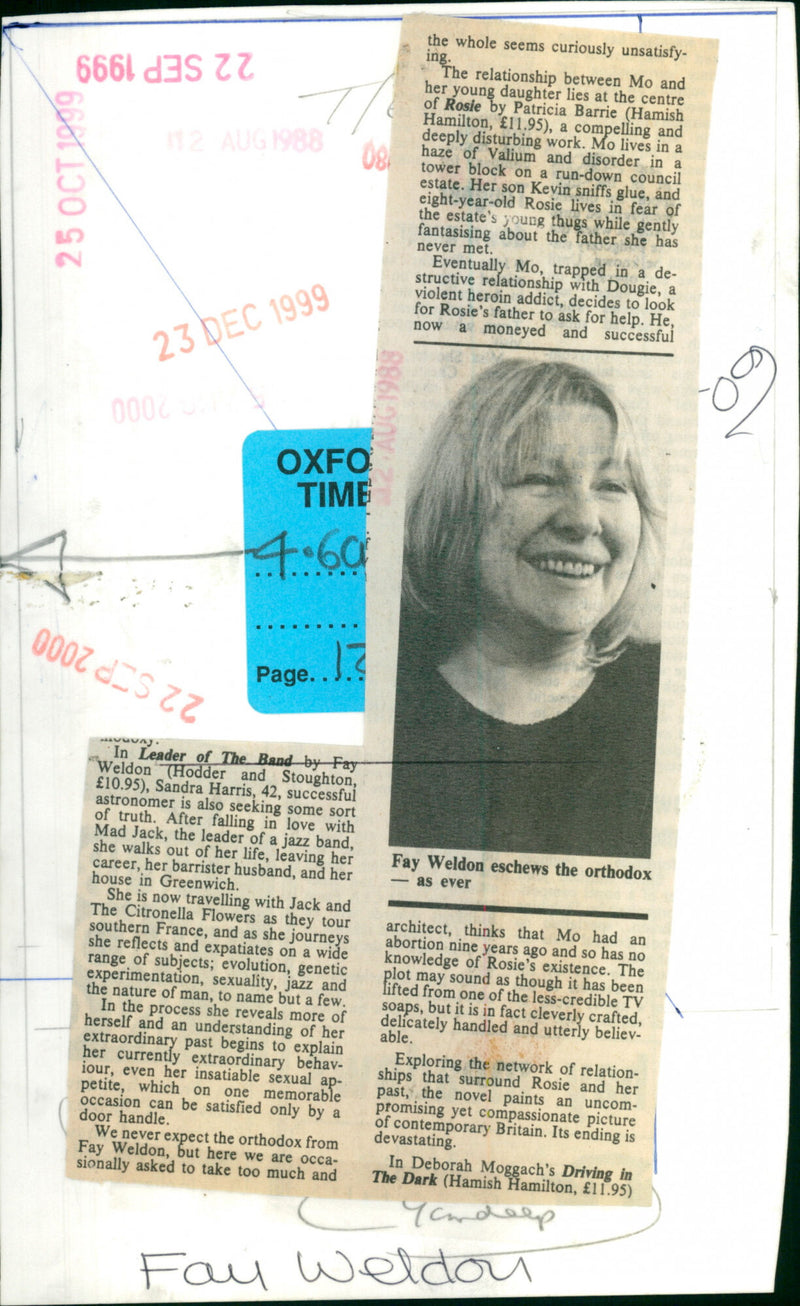 22 SEP 1999
25 OCT 1999
12 AUG 1988
23 DEC 1999
2000
22 SEP 2000
12 AUG 1988
OXFO
TIME
4.60
Page....
12
In Leader of The Band by Fay
Weldon (Hodder and Stoughton,
£10.95), Sandra Harris, 42, successful
astronomer is also seeking some sort
of truth. After falling in love with
Mad Jack, the leader of a jazz band,
she walks out of her life, leaving her
career, her barrister husband, and her
house in Greenwich.
She is now travelling with Jack and
The Citronella Flowers as they tour
southern France, and as she journeys
she reflects and expatiates on a wide
range of subjects; evolution, genetic
experimentation, sexuality, jazz and
the nature of man, to name but a few.
In the process she reveals more of
herself and an understanding of her
extraordinary past begins to explain
her currently extraordinary behav-
iour, even her insatiable sexual ap-
petite, which on one memorable
occasion can be satisfied only by a
door handle.
We never expect the orthodox from
Fay Weldon, but here we are occa-
sionally asked to take too much and
the whole seems curiously unsatisfy-
ing.
The relationship between Mo and
her young daughter lies at the centre
of Rosie by Patricia Barrie (Hamish
Hamilton, £11.95), a compelling and
deeply disturbing work. Mo lives in a
haze of Valium and disorder in a
tower block on a run-down council
estate. Her son Kevin sniffs glue, and
eight-year-old Rosie lives in fear of
the estate's young thugs while gently
fantasising about the father she has
never met.
Eventually Mo, trapped in a de-
structive relationship with Dougie, a
violent heroin addict, decides to look
for Rosie's father to ask for help. He,
now a moneyed and successful
Fay Weldon eschews the orthodox
— as ever
architect, thinks that Mo had an
abortion nine years ago and so has no
knowledge of Rosie's existence. The
plot may sound as though it has been
lifted from one of the less-credible TV
soaps, but it is in fact cleverly crafted,
delicately handled and utterly believ-
able.
Exploring the network of relation-
ships that surround Rosie and her
past, the novel paints an uncom-
promising yet compassionate picture
of contemporary Britain. Its ending is
devastating.
In Deborah Moggach's Driving in
The Dark (Hamish Hamilton, £11.95)
Fay Weldon